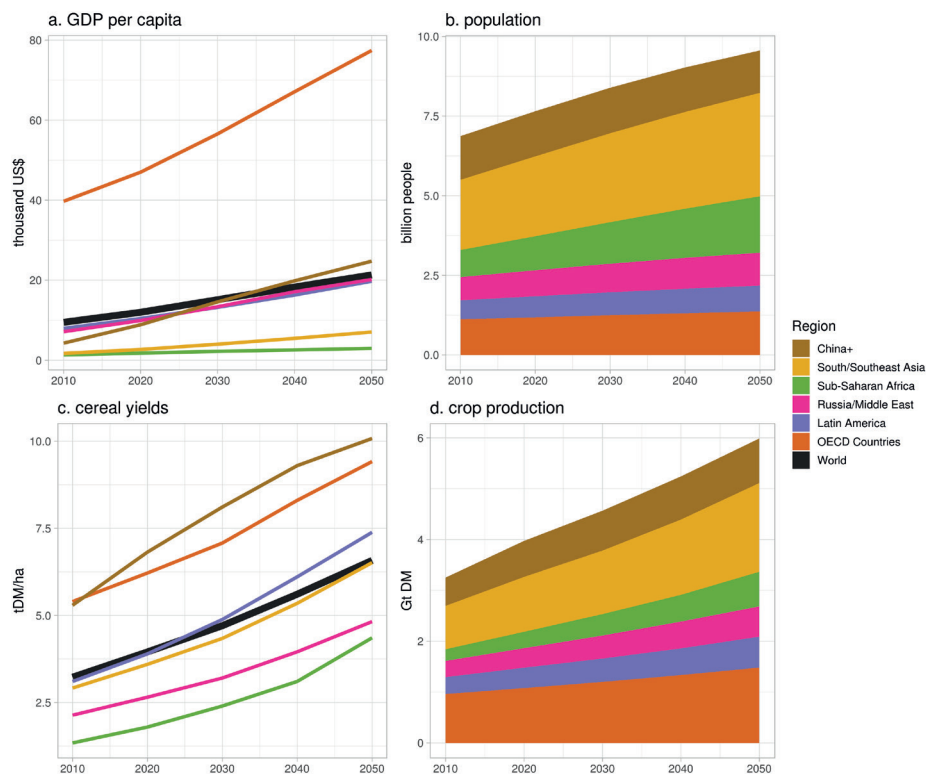 a. GDP per capita
80
60
40
20
0
thousand US$
2010 2020 2030 2040 2050
b. population
10.0
7.5
5.0
2.5
0.0
billion people
2010 2020 2030 2040 2050
c. cereal yields
10.0
7.5
5.0
2.5
tDM/ha
2010 2020 2030 2040 2050
d. crop production
6
4
2
0
Gt DM
2010 2020 2030 2040 2050
Region
China+
South/Southeast Asia
Sub-Saharan Africa
Russia/Middle East
Latin America
OECD Countries
World